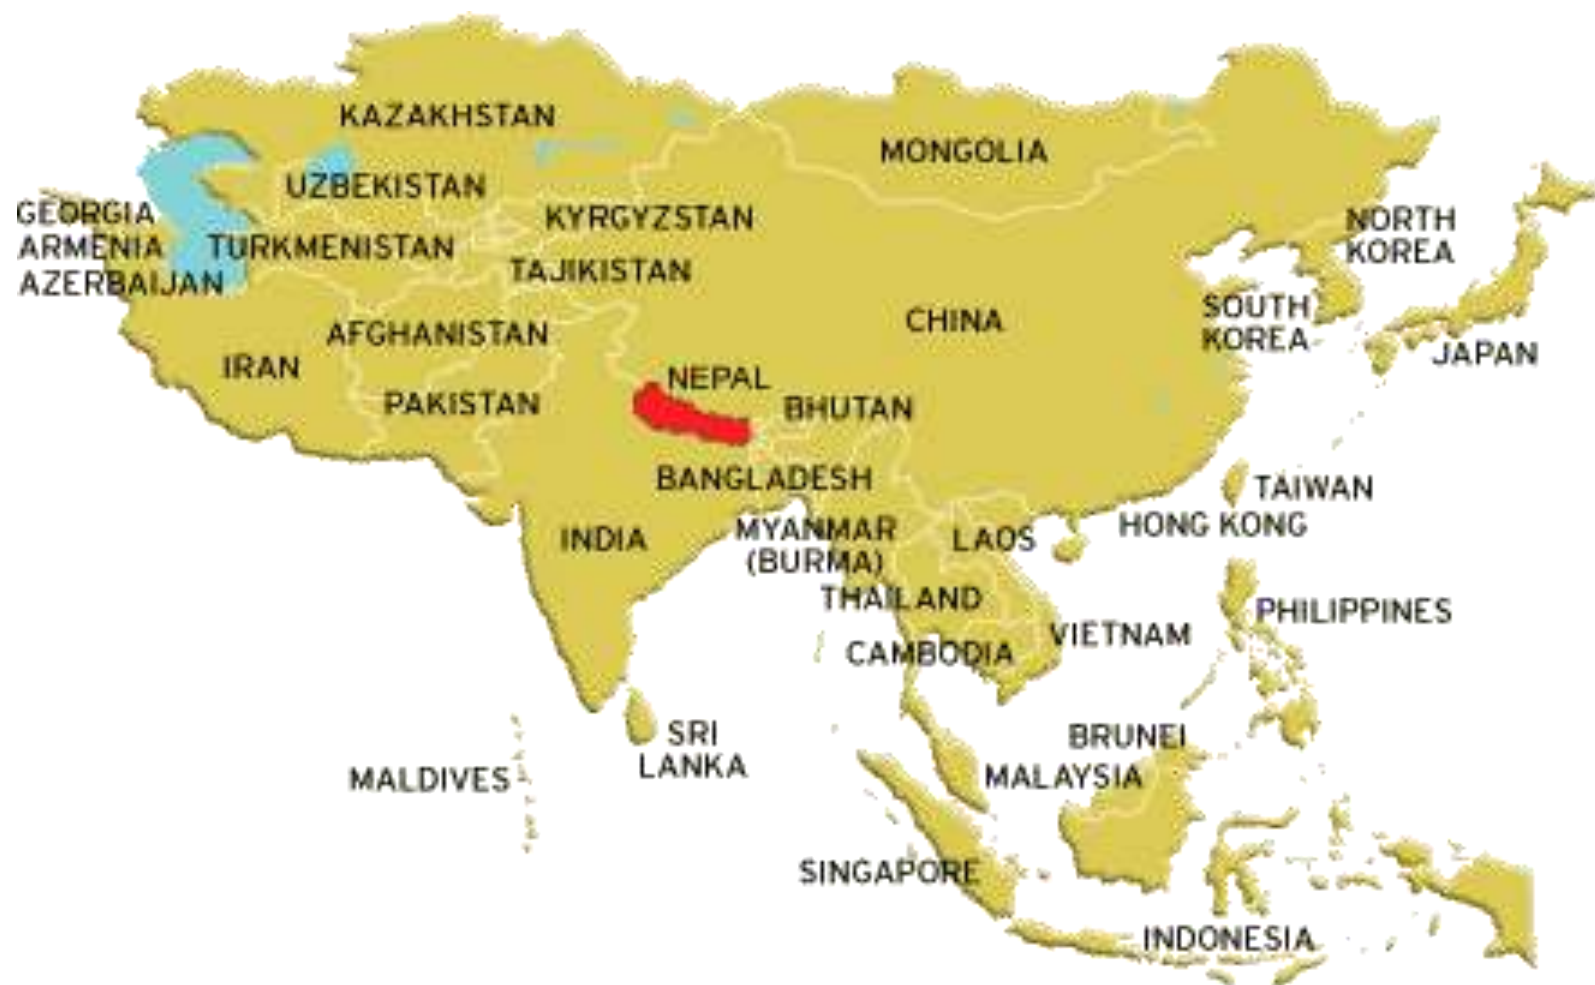 KAZAKHSTAN
MONGOLIA
UZBEKISTAN
GEORGIA
ARMENIA
AZERBAIJAN
TURKMENISTAN
KYRGYZSTAN
TAJIKISTAN
NORTH
KOREA
SOUTH
KOREA
JAPAN
CHINA
AFGHANISTAN
IRAN
PAKISTAN
NEPAL
BHUTAN
BANGLADESH
TAIWAN
HONG KONG
INDIA
MYANMAR
(BURMA)
LAOS
THAILAND
PHILIPPINES
VIETNAM
CAMBODIA
SRI
LANKA
MALDIVES
BRUNEI
MALAYSIA
SINGAPORE
INDONESIA